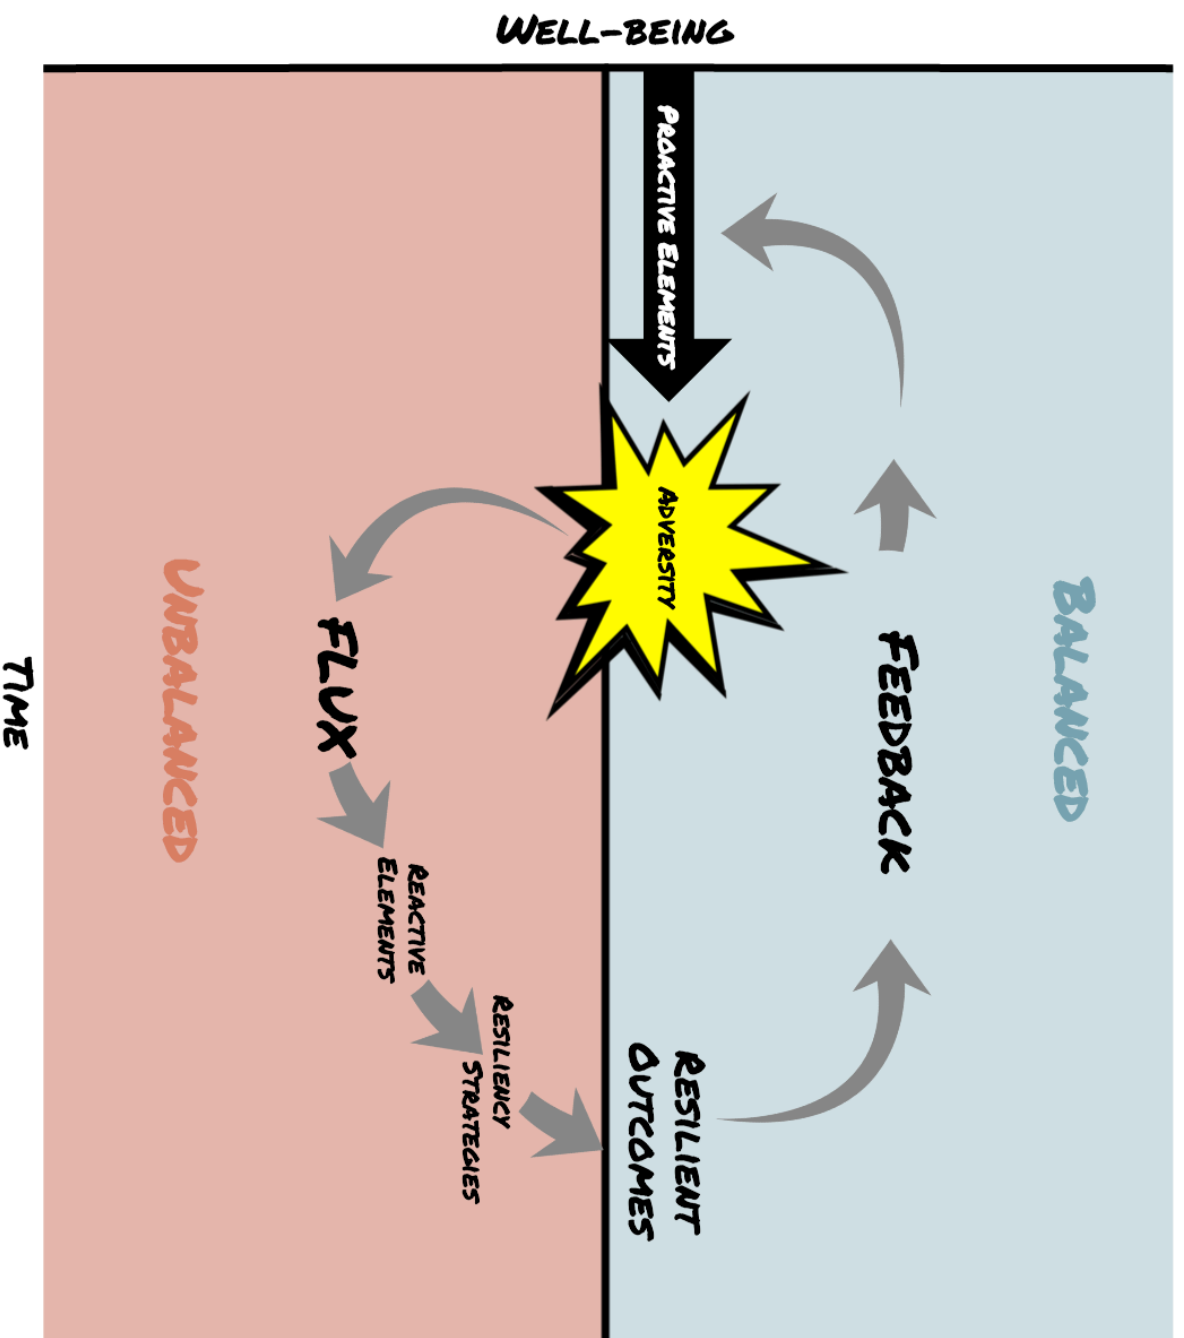 WELL-BEING
PROACTIVE ELEMENTS
ADVERSITY
BALANCED
FEEDBACK
UNBALANCED
FLUX
REACTIVE
ELEMENTS
RESILIENCY
STRATEGIES
RESILIENT
OUTCOMES
TIME